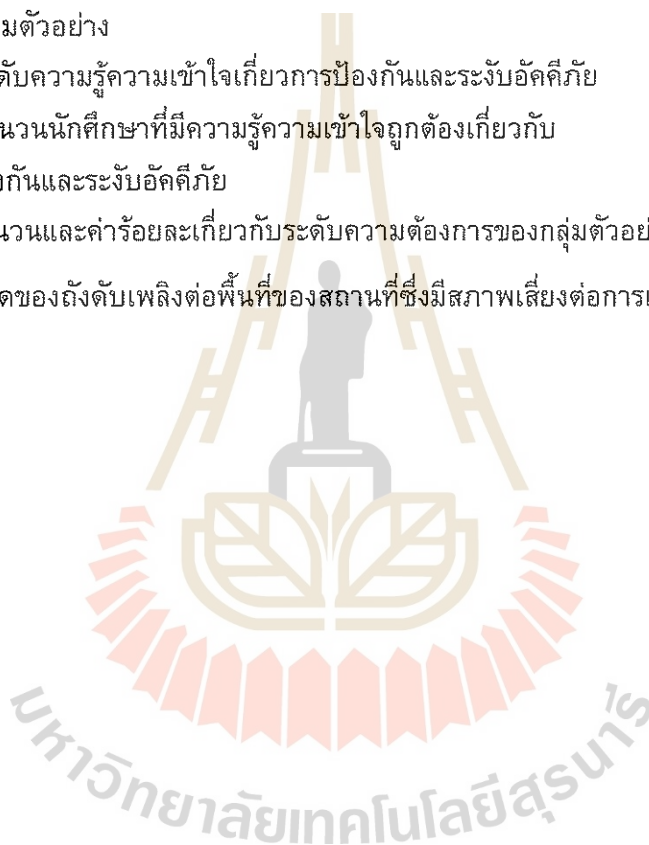 มตัวอย่าง
ดับความรู้ความเข้าใจเกี่ยวการป้องกันและระงับอัคคีภัย
นวนนักศึกษาที่มีความรู้ความเข้าใจถูกต้องเกี่ยวกับ
งกันและระงับอัคคีภัย
นวนและค่าร้อยละเกี่ยวกับระดับความต้องการของกลุ่มตัวอย่
ดของถังดับเพลิงต่อพื้นที่ของสถานที่ซึ่งมีสภาพเสี่ยงต่อการเ
มหาวิทยาลัยเทคโนโลยีสุรนารี